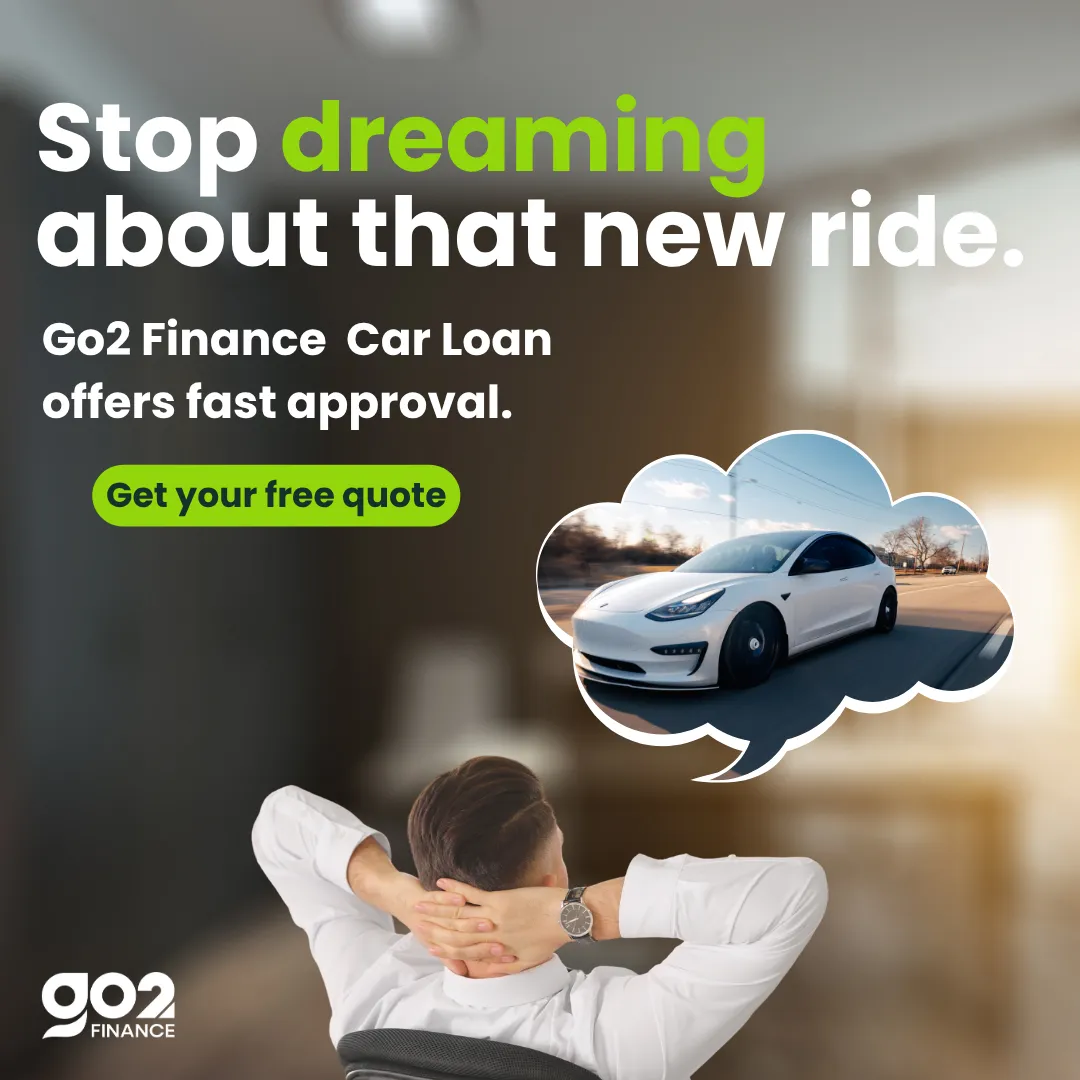 Stop dreaming
about that new ride.
Go2 Finance Car Loan
offers fast approval.
Get your free quote
go2
FINANCE